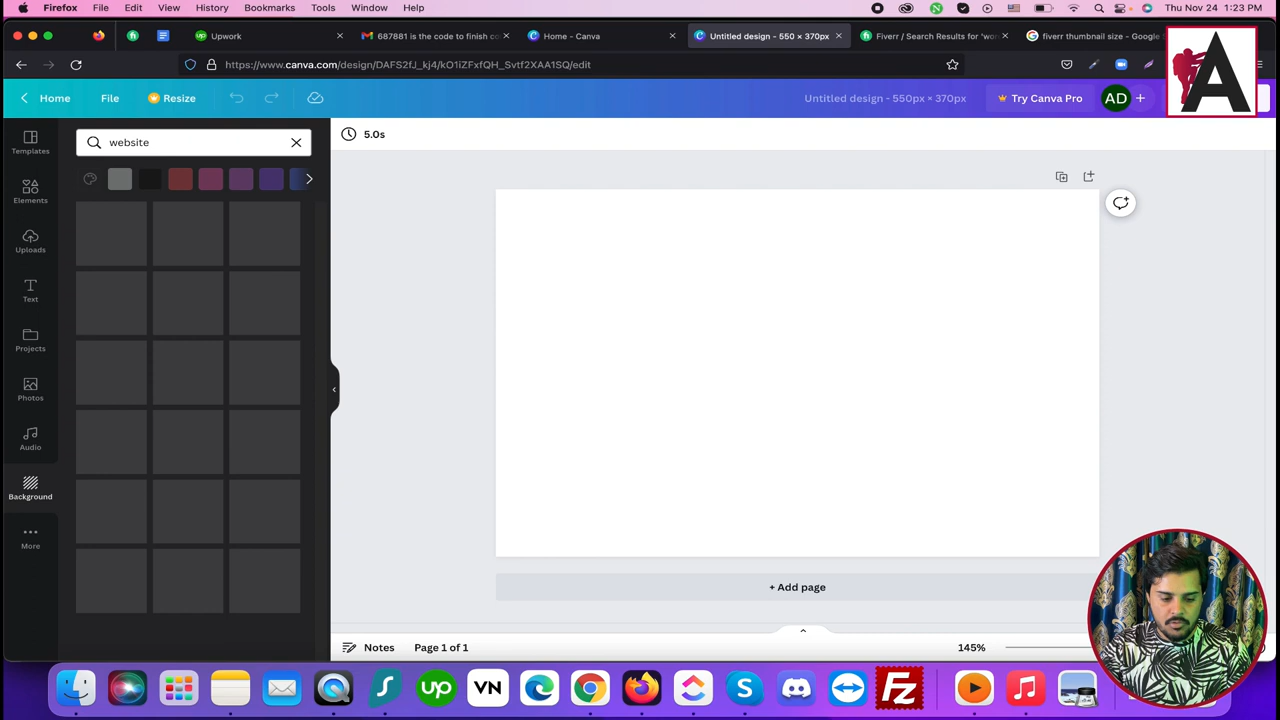 Firefox File Edit View History Bookmarks Tools Window Help Thu Nov 24 1:23 PM
Upwork 687881 is the code to finish co Home - Canva Untitled design - 550 × 370px Fiverr / Search Results for 'wo fiverr thumbnail size - Google
https://www.canva.com/design/DAFS2fJ_kj4/kO1iZFxfQH_Svtf2XAA1SQ/edit
Home File Resize Untitled design - 550px × 370px Try Canva Pro AD A
website
5.0s
Templates
Elements
Uploads
Text
Projects
Photos
Audio
Background
More
+ Add page
Notes Page 1 of 1 145%
up VN FZ